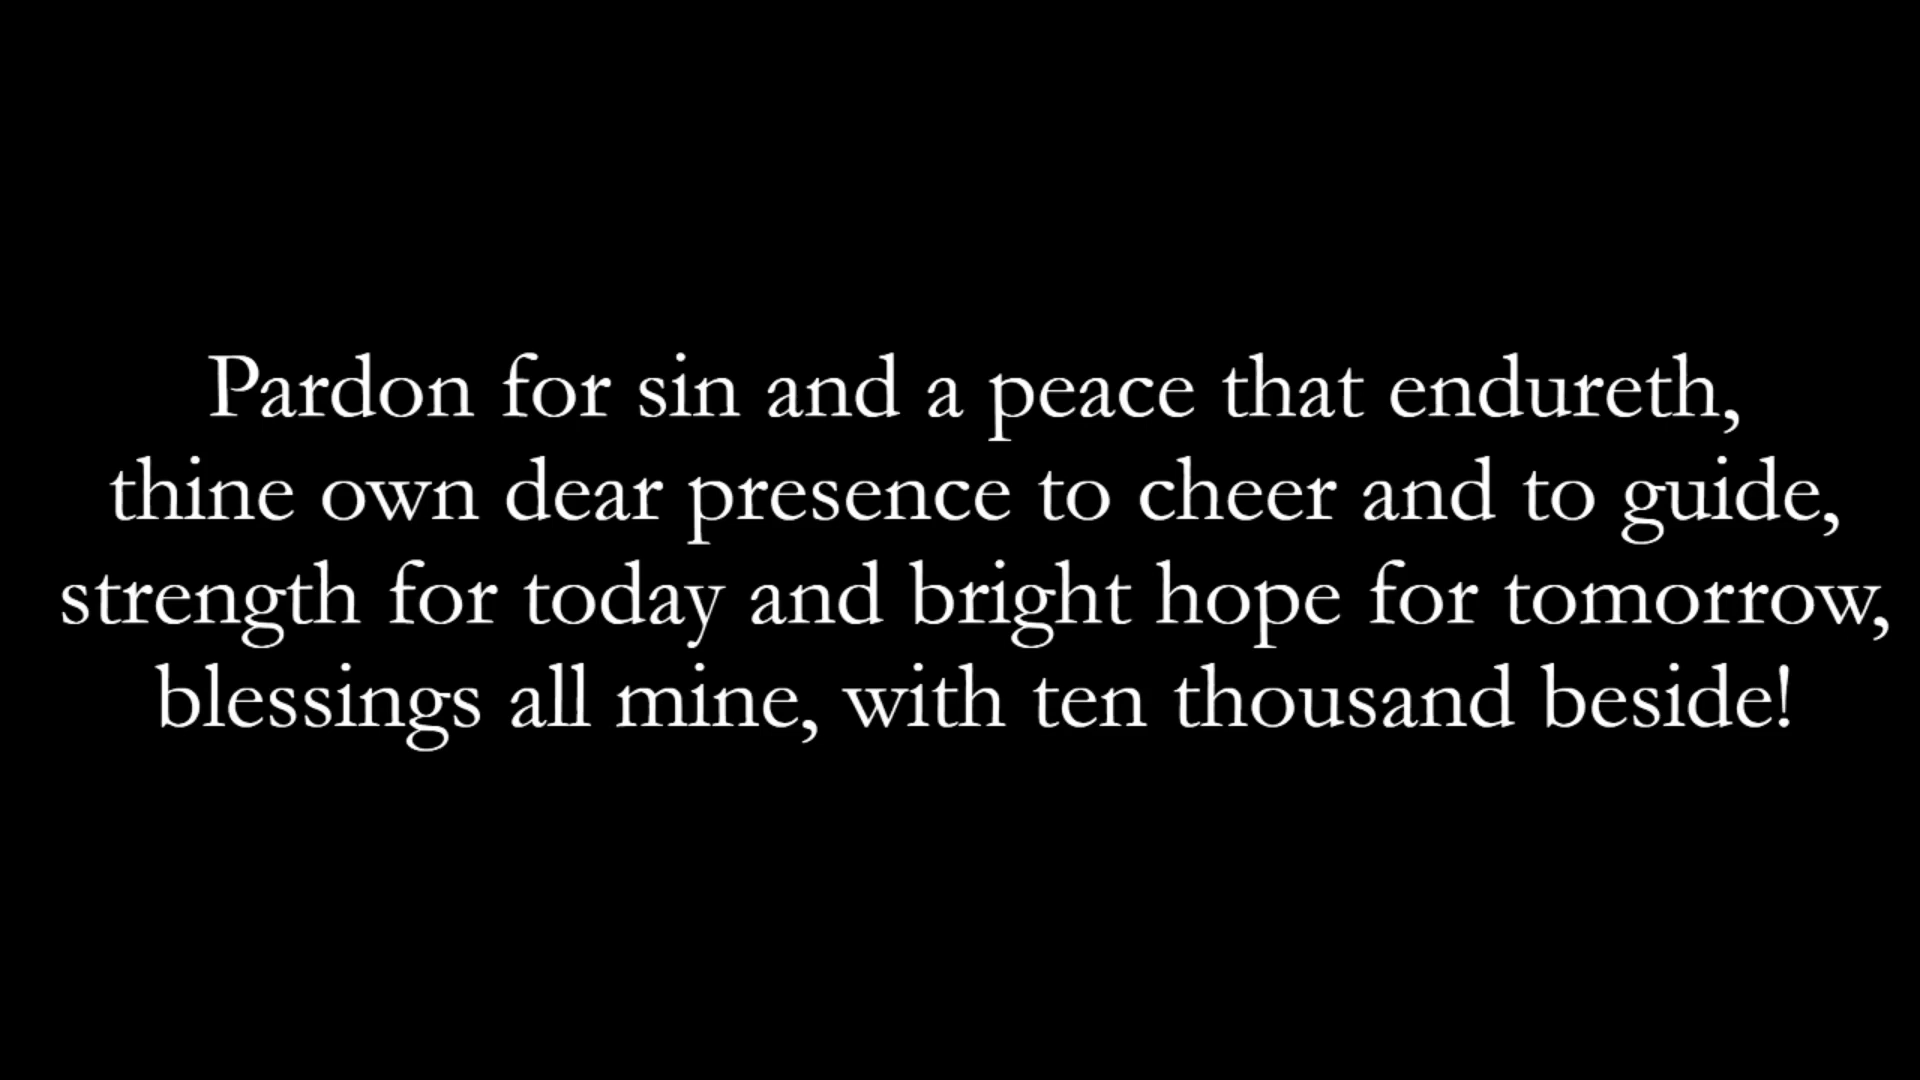 Pardon for sin and a peace that endureth,
thine own dear presence to cheer and to guide,
strength for today and bright hope for tomorrow,
blessings all mine, with ten thousand beside!